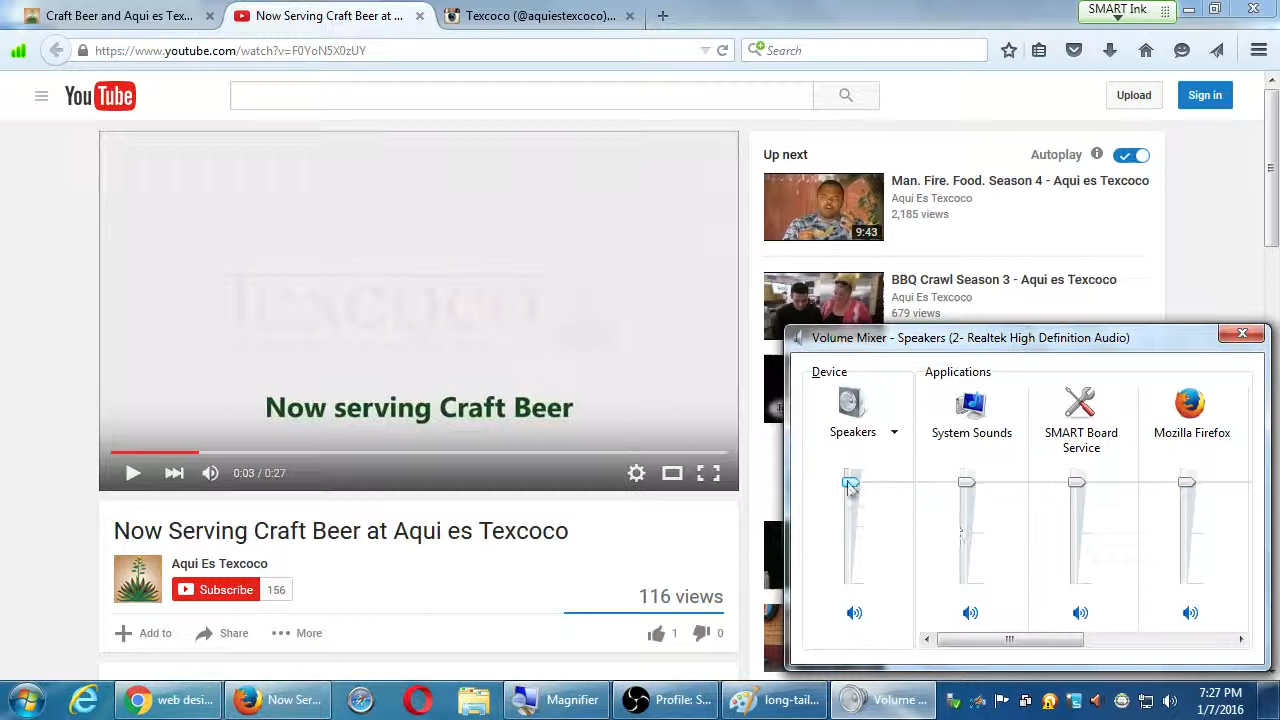 Craft Beer and Aqui es Tex...
Now Serving Craft Beer at ...
Texcoco (@aquiestexcoco)...
SMART Ink
https://www.youtube.com/watch?v=F0YoN5X0zUY
Search
YouTube
Upload
Sign in
Now serving Craft Beer
0:03 / 0:27
Up next
Autoplay
Man. Fire. Food. Season 4 - Aqui es Texcoco
Aqui Es Texcoco
2,185 views
9:43
BBQ Crawl Season 3 - Aqui es Texcoco
Aqui Es Texcoco
679 views
Now Serving Craft Beer at Aqui es Texcoco
Aqui Es Texcoco
Subscribe 156
116 views
Add to
Share
More
1
0
Volume Mixer - Speakers (2- Realtek High Definition Audio)
Device
Applications
Speakers
System Sounds
SMART Board
Service
Mozilla Firefox
web desi...
Now Ser...
Magnifier
Profile: S...
long-tail...
Volume ...
7:27 PM
1/7/2016